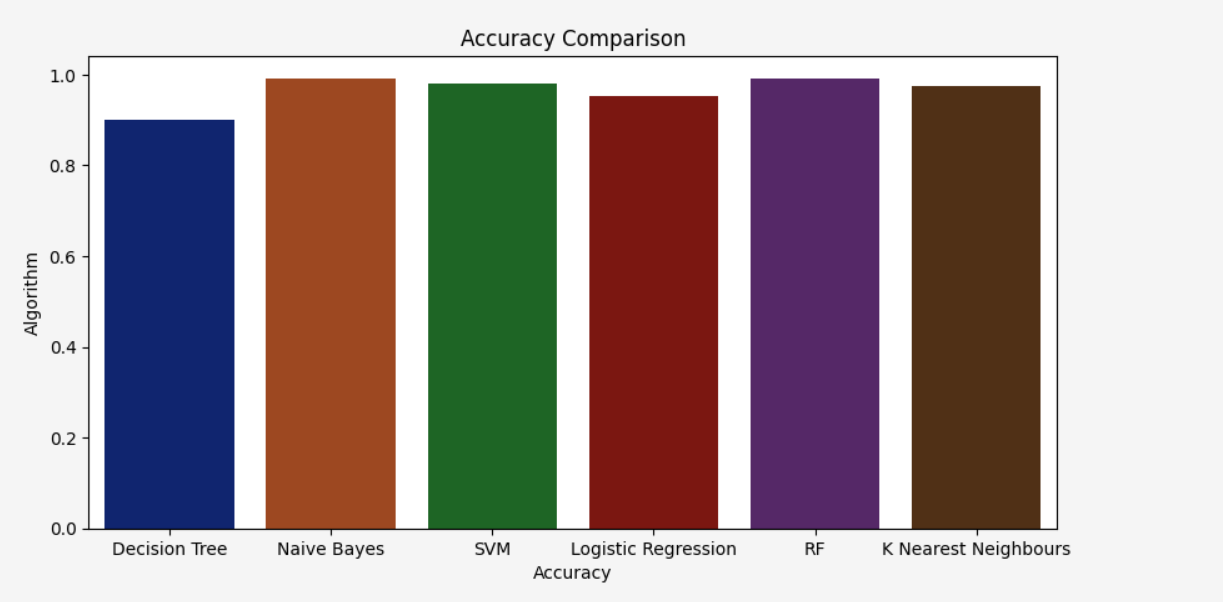 Accuracy Comparison
1.0
0.8
0.6
0.4
0.2
0.0
Algorithm
Decision Tree
Naive Bayes
SVM
Logistic Regression
RF
K Nearest Neighbours
Accuracy